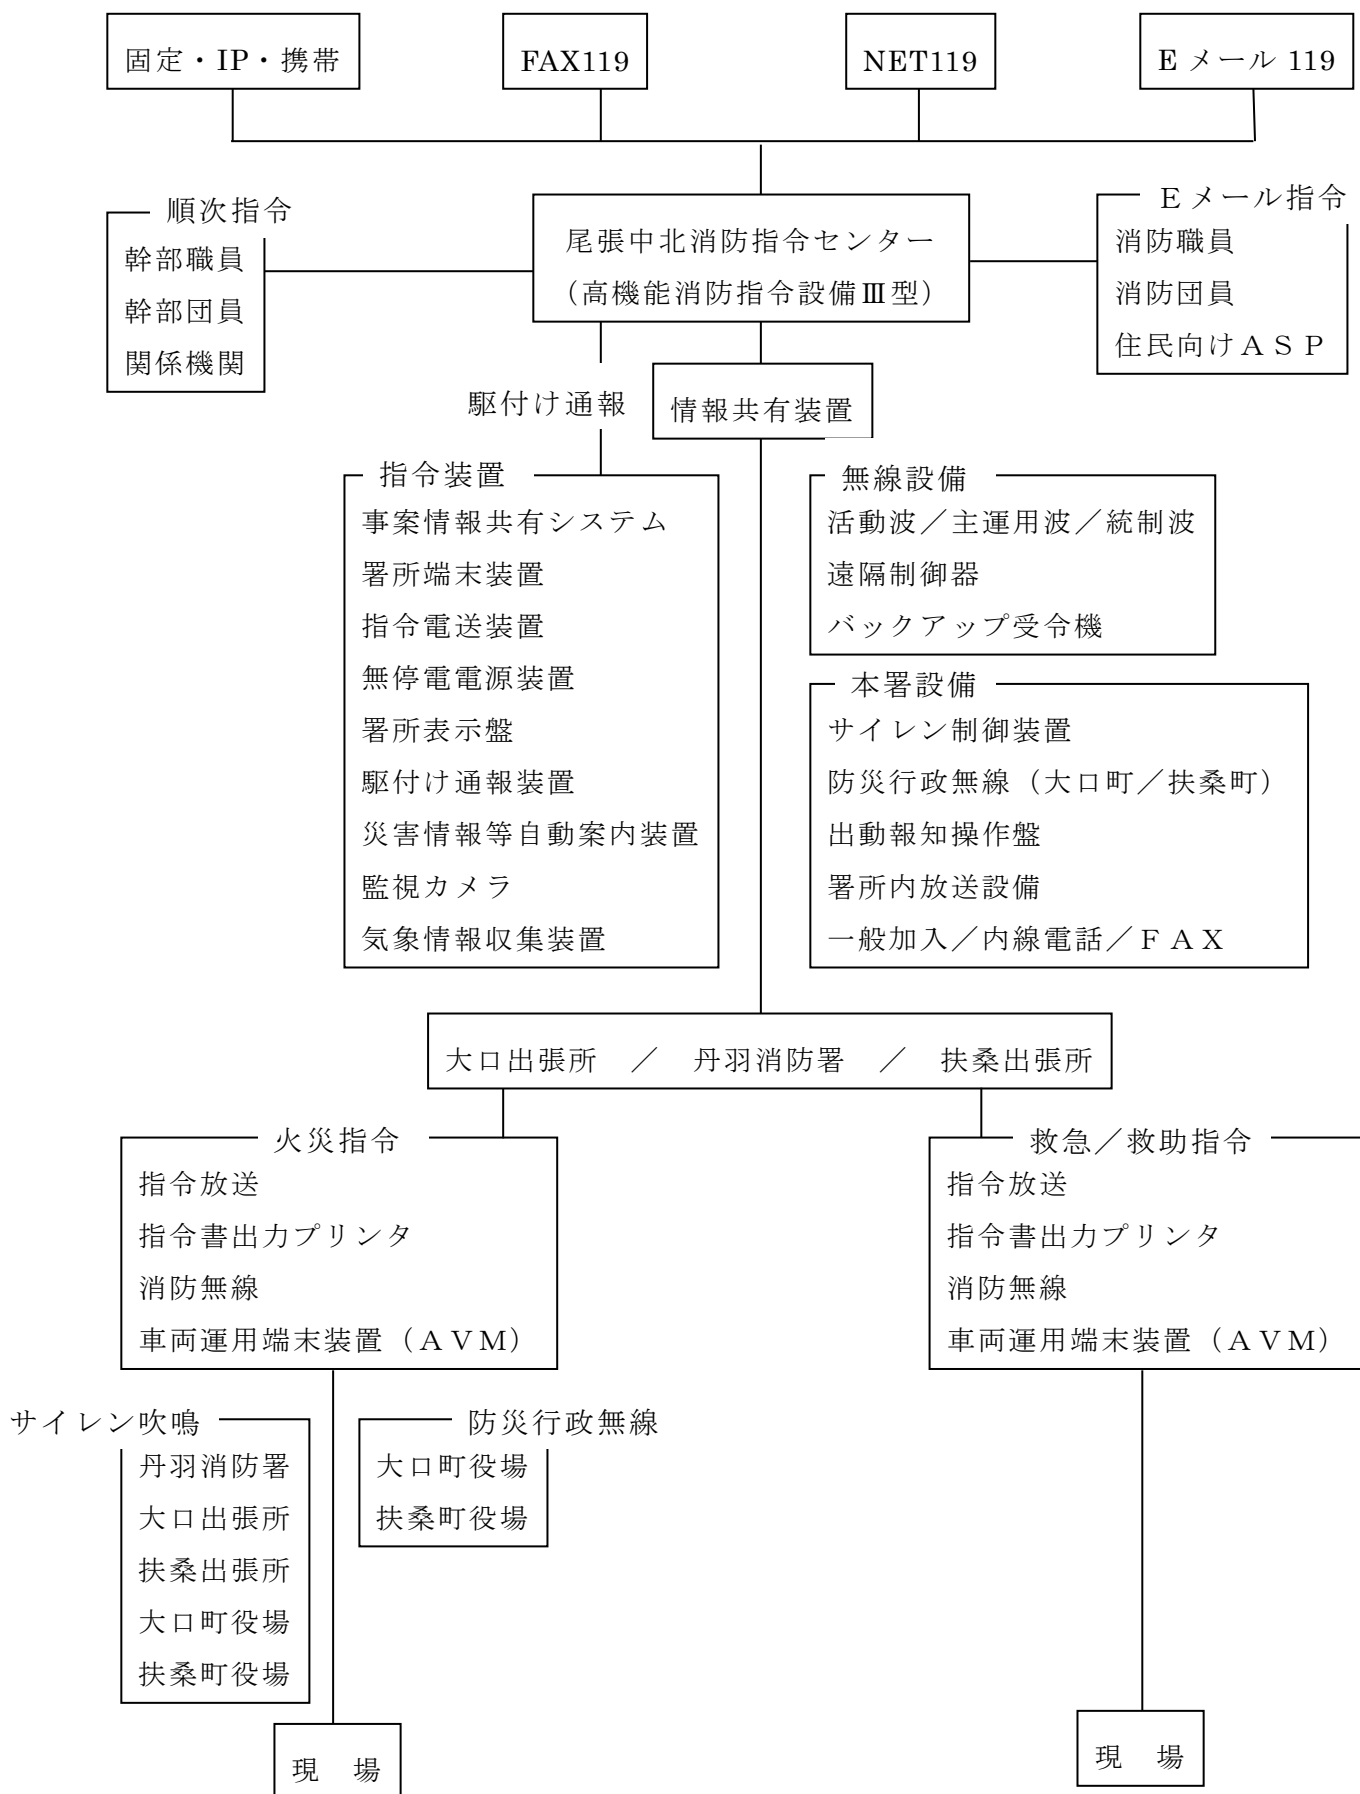 固定・IP・携帯
FAX119
NET119
Eメール 119
順次指令
幹部職員
幹部団員
関係機関
尾張中北消防指令センター
（高機能消防指令設備Ⅲ型）
Ｅメール指令
消防職員
消防団員
住民向けＡＳＰ
駆付け通報
情報共有装置
指令装置
事案情報共有システム
署所端末装置
指令電送装置
無停電電源装置
署所表示盤
駆付け通報装置
災害情報等自動案内装置
監視カメラ
気象情報収集装置
無線設備
活動波／主運用波／統制波
遠隔制御器
バックアップ受令機
本署設備
サイレン制御装置
防災行政無線（大口町／扶桑町）
出動報知操作盤
署所内放送設備
一般加入／内線電話／ＦＡＸ
大口出張所　／　丹羽消防署　／　扶桑出張所
火災指令
指令放送
指令書出力プリンタ
消防無線
車両運用端末装置（ＡＶＭ）
救急／救助指令
指令放送
指令書出力プリンタ
消防無線
車両運用端末装置（ＡＶＭ）
サイレン吹鳴
丹羽消防署
大口出張所
扶桑出張所
大口町役場
扶桑町役場
防災行政無線
大口町役場
扶桑町役場
現　場
現　場